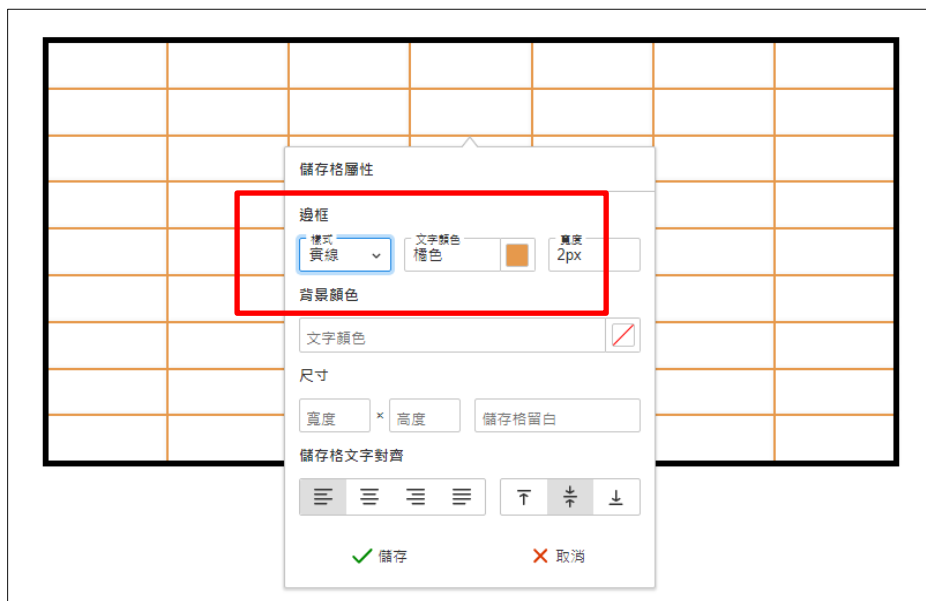 儲存格屬性
邊框
樣式 文字顏色 寬度
實線 橘色 2px
背景顏色
文字顏色
尺寸
寬度 × 高度 儲存格留白
儲存格文字對齊
儲存 取消